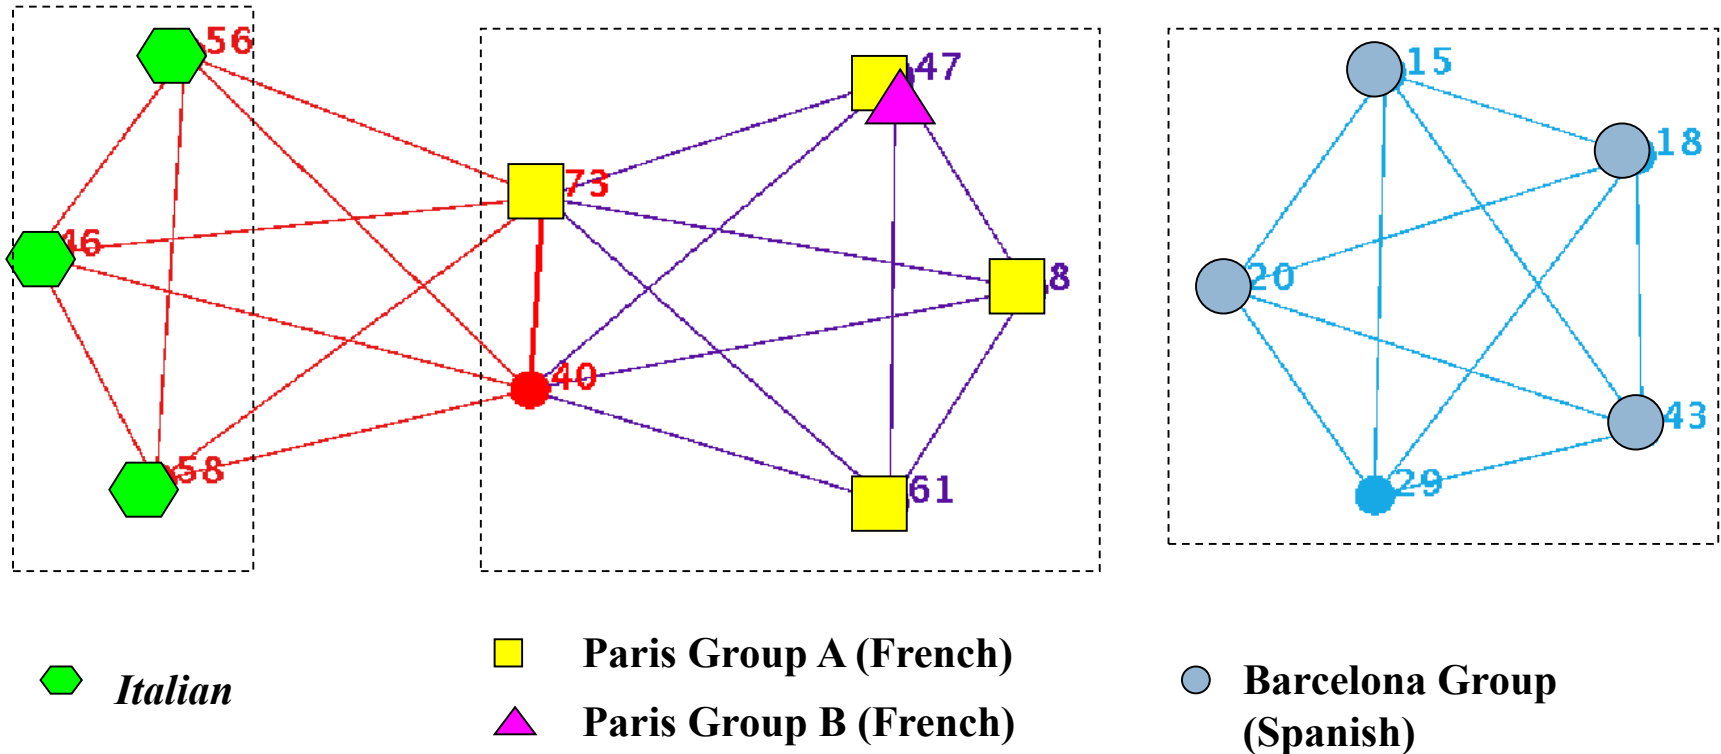 56
47
15
18
73
46
8
20
40
43
58
61
29
Italian
Paris Group A (French)
Paris Group B (French)
Barcelona Group
(Spanish)